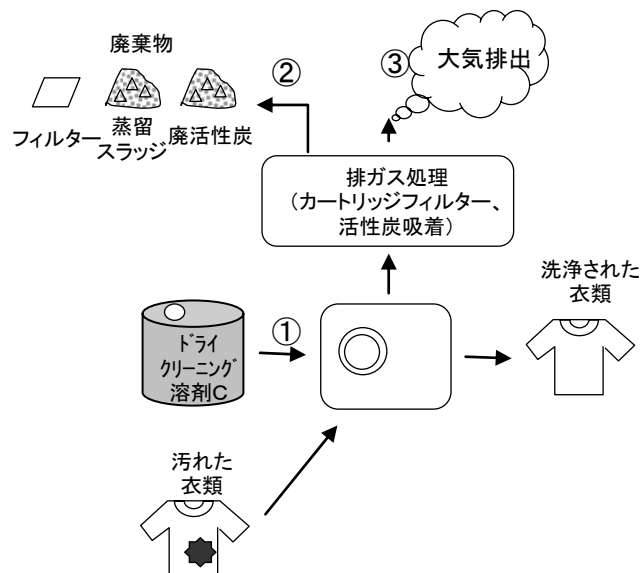 廃棄物
②
③
大気排出
フィルター
蒸留
スラッジ
廃活性炭
排ガス処理
（カートリッジフィルター、
活性炭吸着）
洗浄された
衣類
①
ドライ
クリーニング
溶剤C
汚れた
衣類